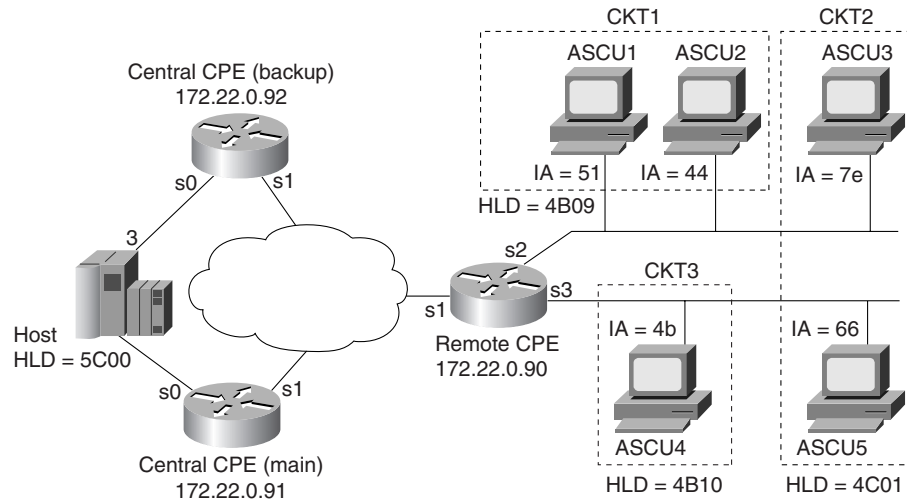 CKT1
CKT2
ASCU1
ASCU2
ASCU3
Central CPE (backup)
172.22.0.92
s0
s1
IA = 51
IA = 44
IA = 7e
HLD = 4B09
3
s2
CKT3
s1
s3
Host
HLD = 5C00
Remote CPE
172.22.0.90
IA = 4b
IA = 66
s0
s1
ASCU4
ASCU5
Central CPE (main)
172.22.0.91
HLD = 4B10
HLD = 4C01